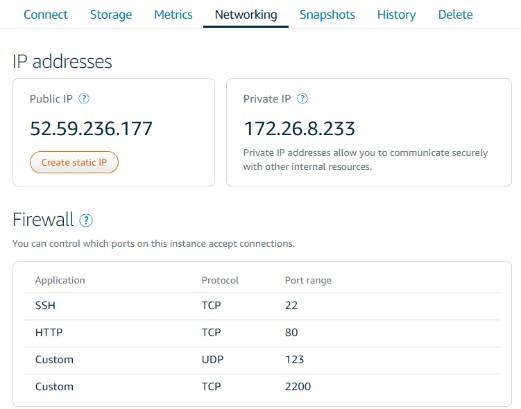 Connect Storage Metrics Networking Snapshots History Delete
IP addresses
Public IP ?
52.59.236.177
Create static IP
Private IP ?
172.26.8.233
Private IP addresses allow you to communicate securely
with other internal resources.
Firewall ?
You can control which ports on this instance accept connections.
Application Protocol Port range
SSH TCP 22
HTTP TCP 80
Custom UDP 123
Custom TCP 2200